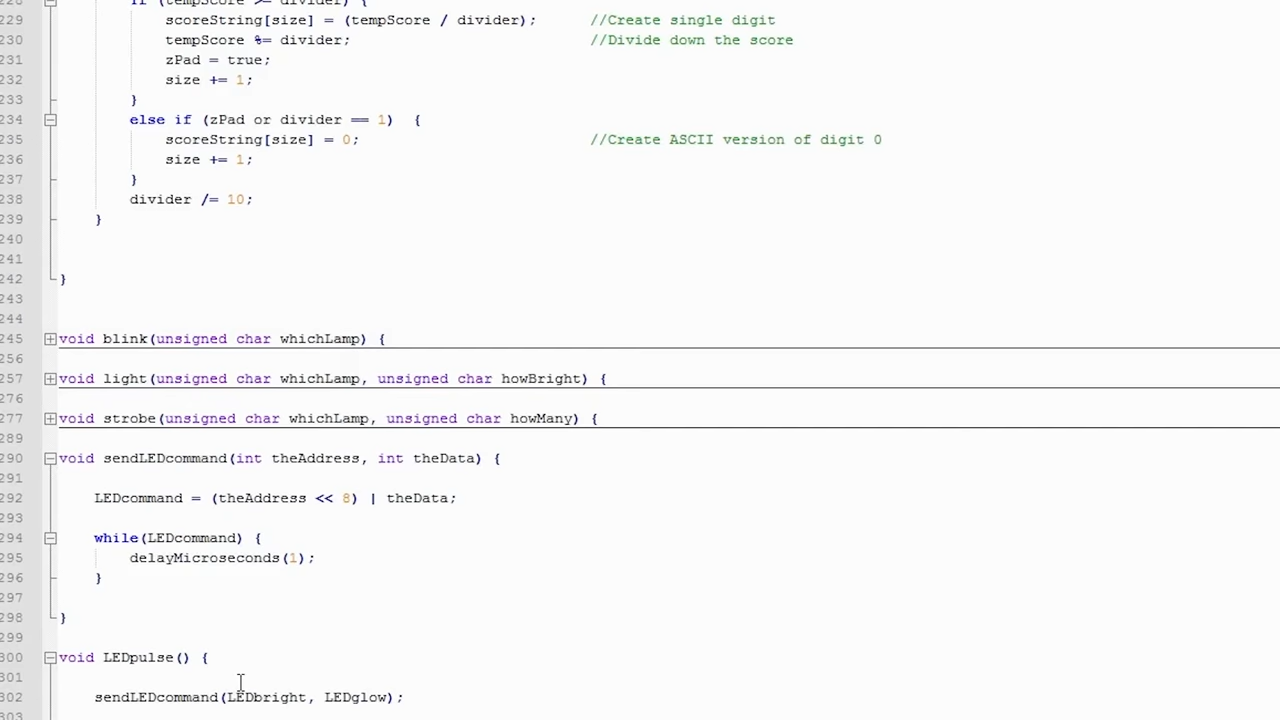 228 if (tempScore >= divider) {
229 scoreString[size] = (tempScore / divider); //Create single digit
230 tempScore %= divider; //Divide down the score
231 zPad = true;
232 size += 1;
233 }
234 else if (zPad or divider == 1) {
235 scoreString[size] = 0; //Create ASCII version of digit 0
236 size += 1;
237 }
238 divider /= 10;
239 }
240
241
242 }
243
244
245 void blink(unsigned char whichLamp) {
256
257 void light(unsigned char whichLamp, unsigned char howBright) {
276
277 void strobe(unsigned char whichLamp, unsigned char howMany) {
289
290 void sendLEDcommand(int theAddress, int theData) {
291
292 LEDcommand = (theAddress << 8) | theData;
293
294 while(LEDcommand) {
295 delayMicroseconds(1);
296 }
297
298 }
299
300 void LEDpulse() {
301
302 sendLEDcommand(LEDbright, LEDglow);
303